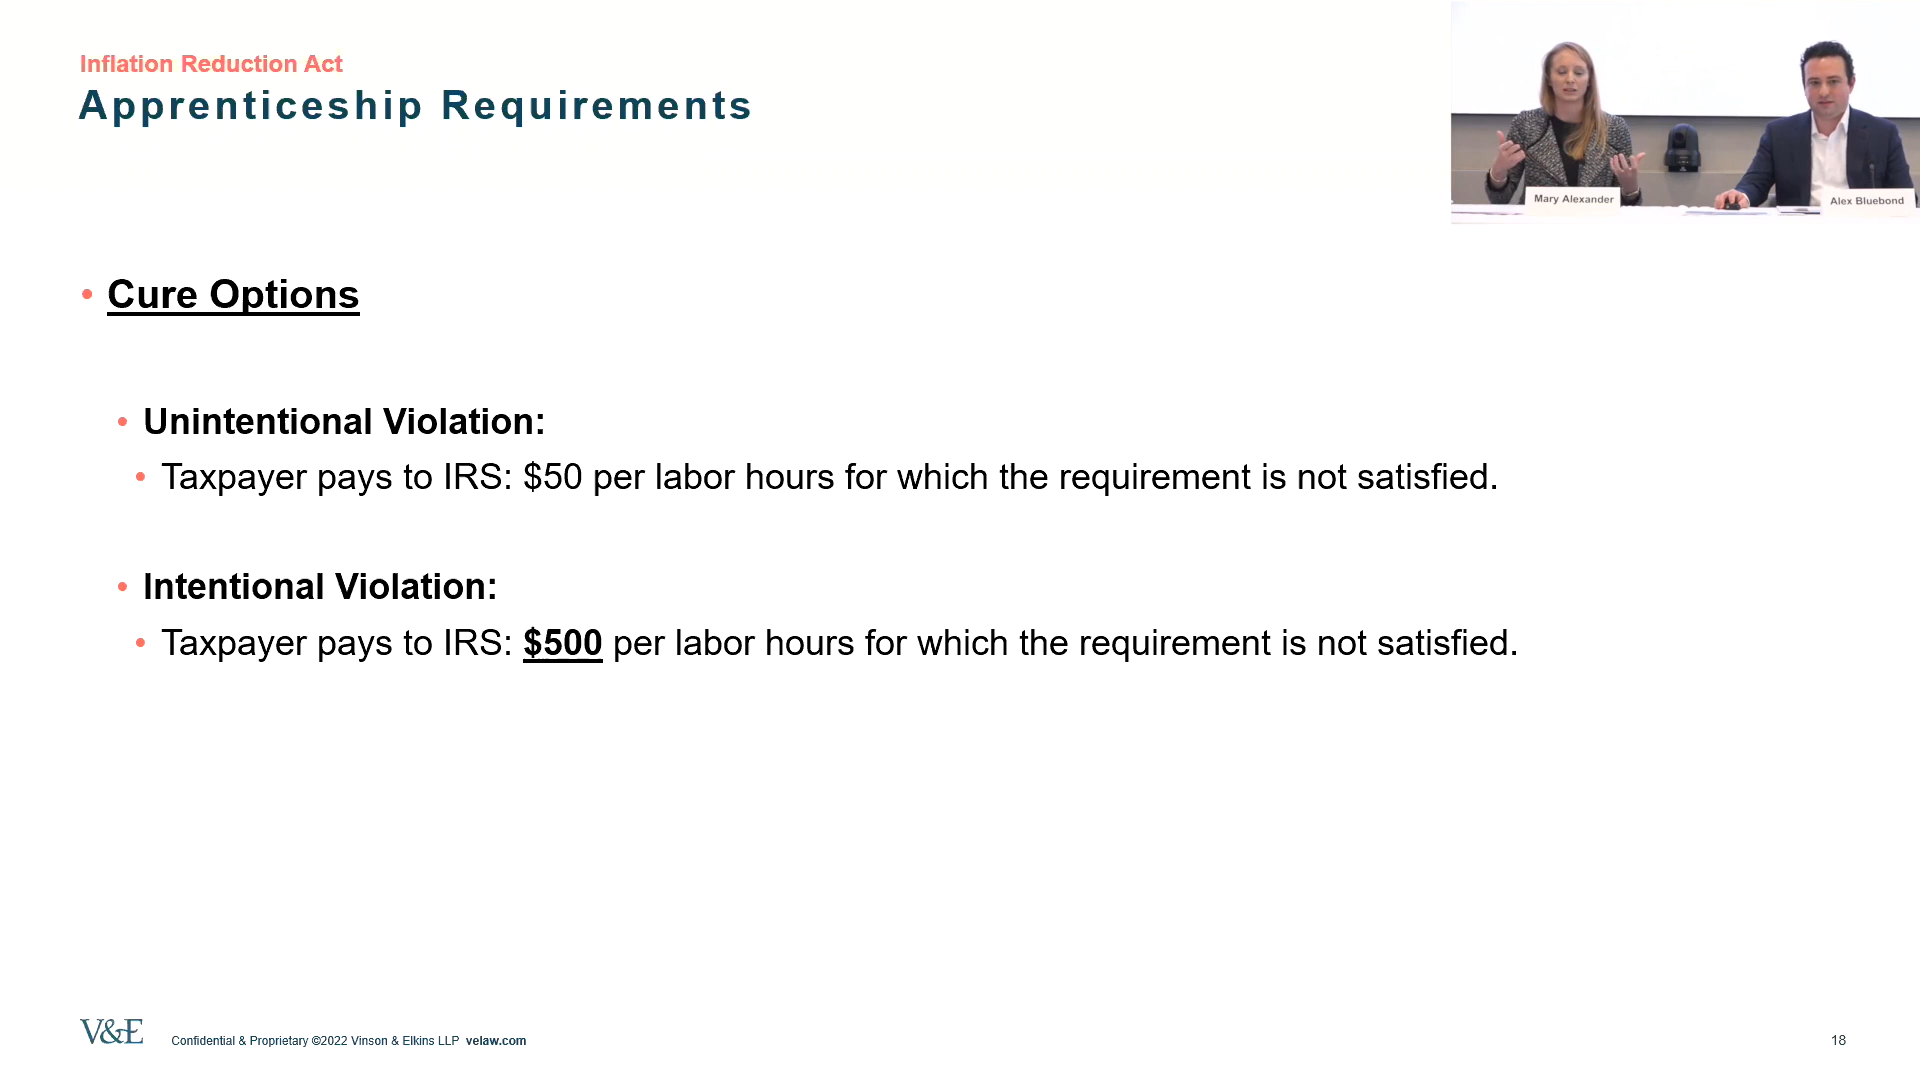 Inflation Reduction Act
Apprenticeship Requirements
Mary Alexander
Alex Bluebond
• Cure Options
• Unintentional Violation:
• Taxpayer pays to IRS: $50 per labor hours for which the requirement is not satisfied.
• Intentional Violation:
• Taxpayer pays to IRS: $500 per labor hours for which the requirement is not satisfied.
V&E
Confidential & Proprietary ©2022 Vinson & Elkins LLP velaw.com
18